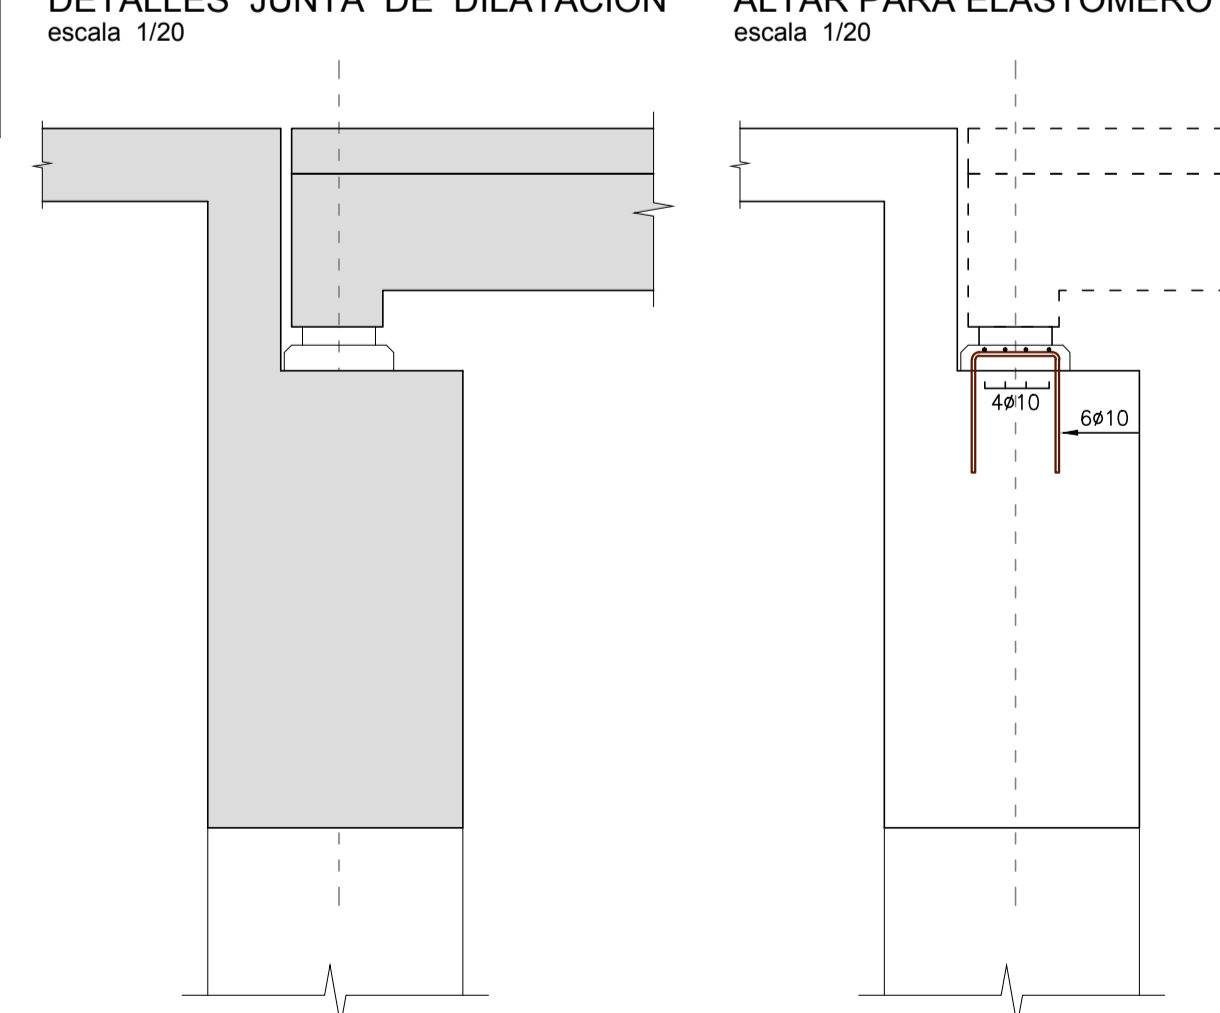 DETALLES JUNTA DE DILATACION
escala 1/20
ALTAR PARA ELASTOMERO
escala 1/20
4ø10
6ø10